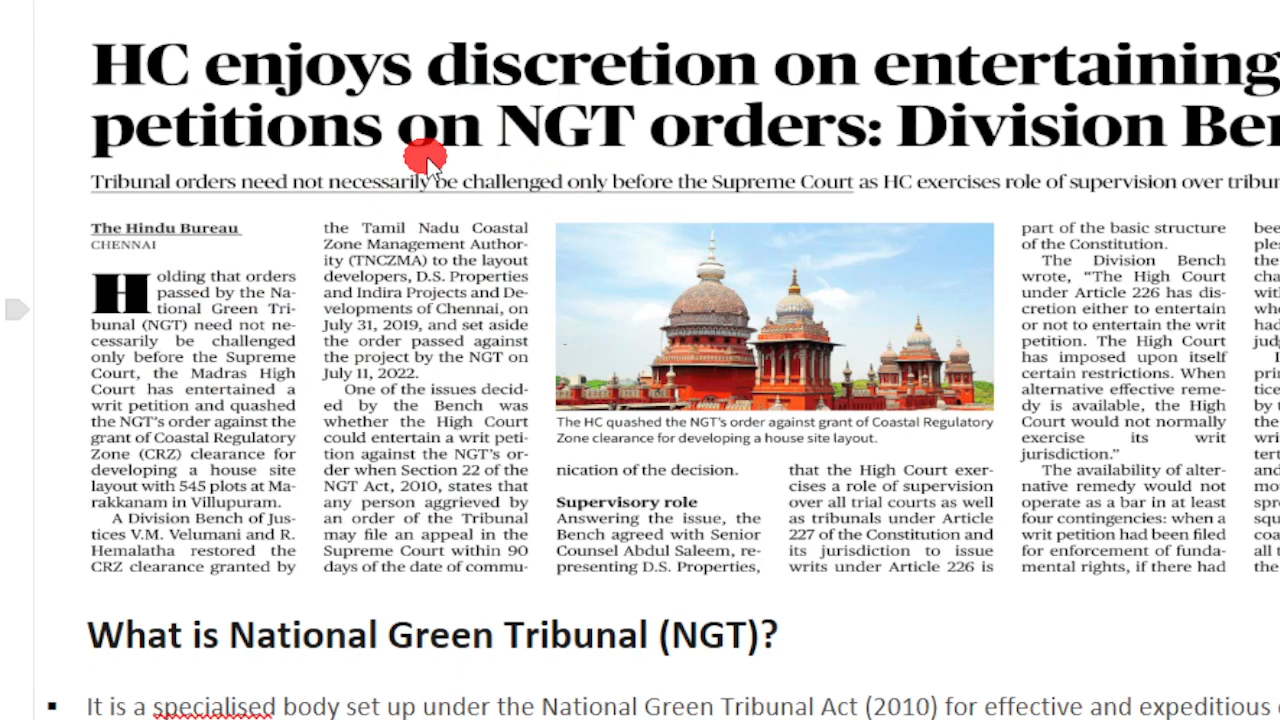 HC enjoys discretion on entertaining
petitions on NGT orders: Division
Tribunal orders need not necessarily be challenged only before the Supreme Court as HC exercises role of supervision over
The Hindu Bureau
CHENNAI
Holding that orders
passed by the Na-
tional Green Tri-
bunal (NGT) need not ne-
cessarily be challenged
only before the Supreme
Court, the Madras High
Court has entertained a
writ petition and quashed
the NGT's order against the
grant of Coastal Regulatory
Zone (CRZ) clearance for
developing a house site
layout with 545 plots at Ma-
rakkanam in Villupuram.
A Division Bench of Jus-
tices V.M. Velumani and R.
Hemalatha restored the
CRZ clearance granted by
the Tamil Nadu Coastal
Zone Management Author-
ity (TNCZMA) to the layout
developers, D.S. Properties
and Indira Projects and De-
velopments of Chennai, on
July 31, 2019, and set aside
the order passed against
the project by the NGT on
July 11, 2022.
One of the issues decid-
ed by the Bench was
whether the High Court
could entertain a writ peti-
tion against the NGT's or-
der when Section 22 of the
NGT Act, 2010, states that
any person aggrieved by
an order of the Tribunal
may file an appeal in the
Supreme Court within 90
days of the date of commu-
The HC quashed the NGT's order against grant of Coastal Regulatory
Zone clearance for developing a house site layout.
nication of the decision.
Supervisory role
Answering the issue, the
Bench agreed with Senior
Counsel Abdul Saleem, re-
presenting D.S. Properties,
that the High Court exer-
cises a role of supervision
over all trial courts as well
as tribunals under Article
227 of the Constitution and
its jurisdiction to issue
writs under Article 226 is
part of the basic structure
of the Constitution.
The Division Bench
wrote, "The High Court
under Article 226 has dis-
cretion either to entertain
or not to entertain the writ
petition. The High Court
has imposed upon itself
certain restrictions. When
alternative effective reme-
dy is available, the High
Court would not normally
exercise its writ
jurisdiction."
The availability of alter-
native remedy would not
operate as a bar in at least
four contingencies: when a
writ petition had been filed
for enforcement of funda-
mental rights, if there had
What is National Green Tribunal (NGT)?
▪ It is a specialised body set up under the National Green Tribunal Act (2010) for effective and expeditious